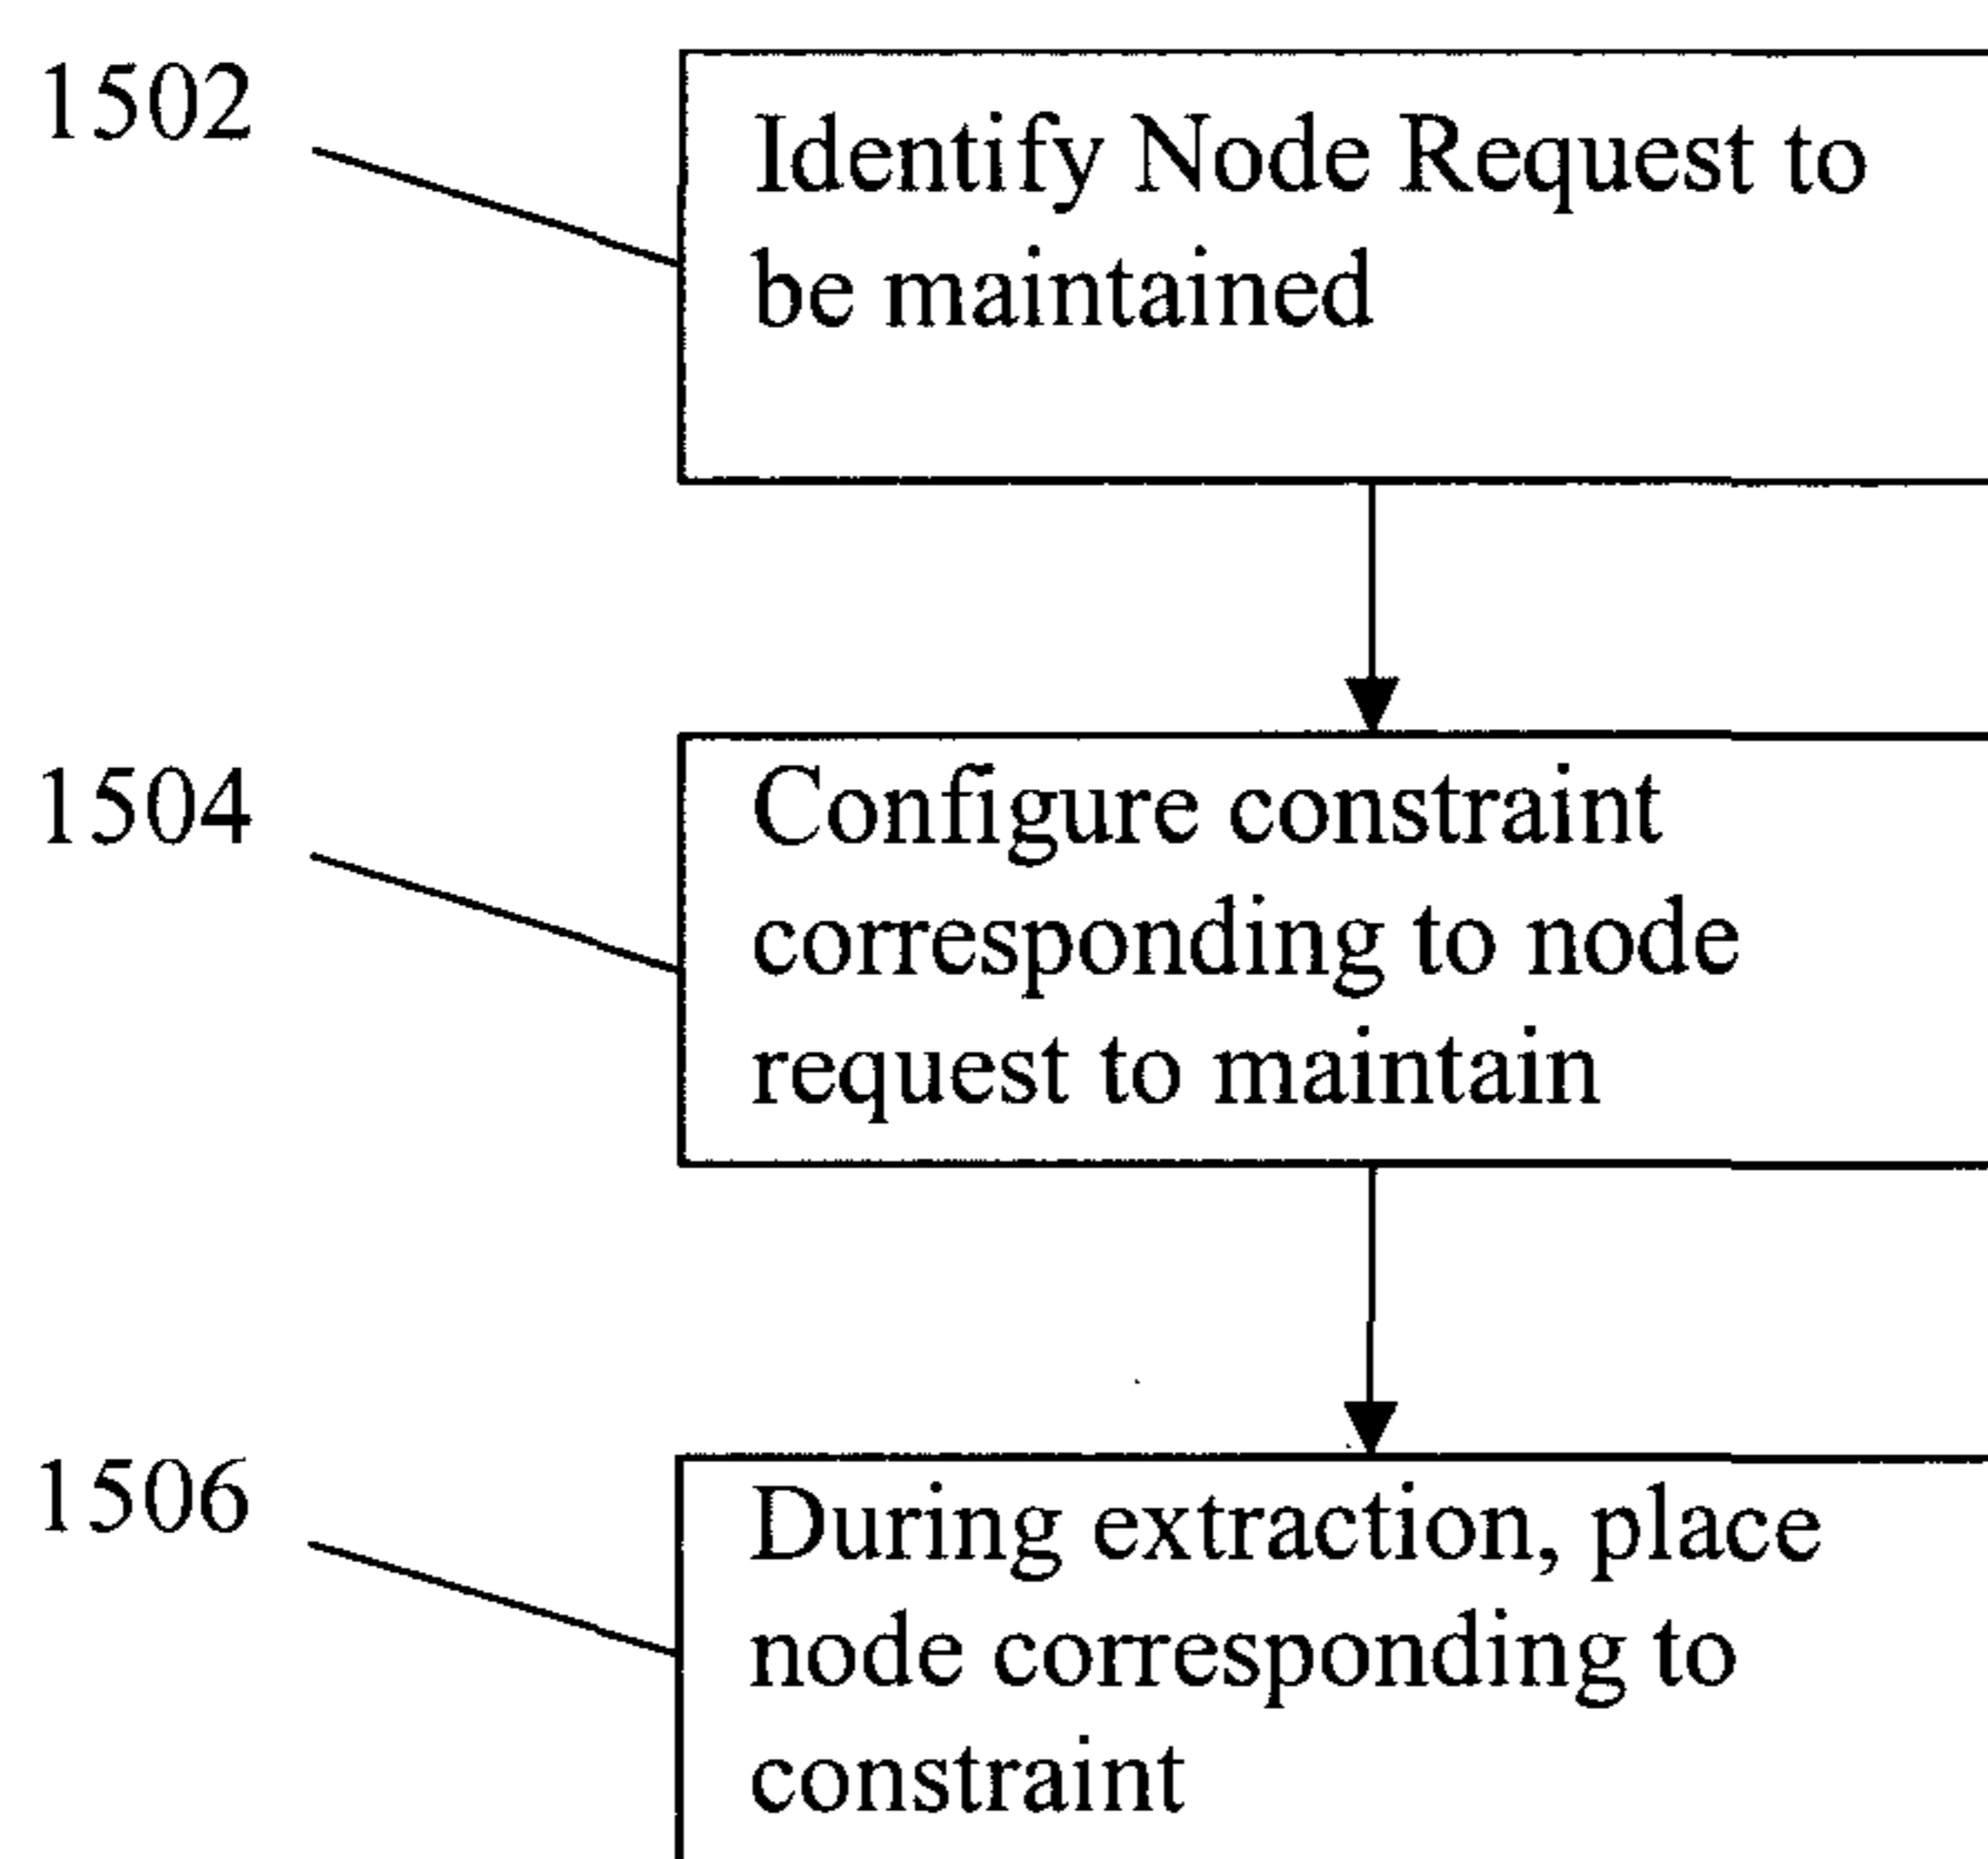 1502
Identify Node Request to
be maintained
1504
Configure constraint
corresponding to node
request to maintain
1506
During extraction, place
node corresponding to
constraint